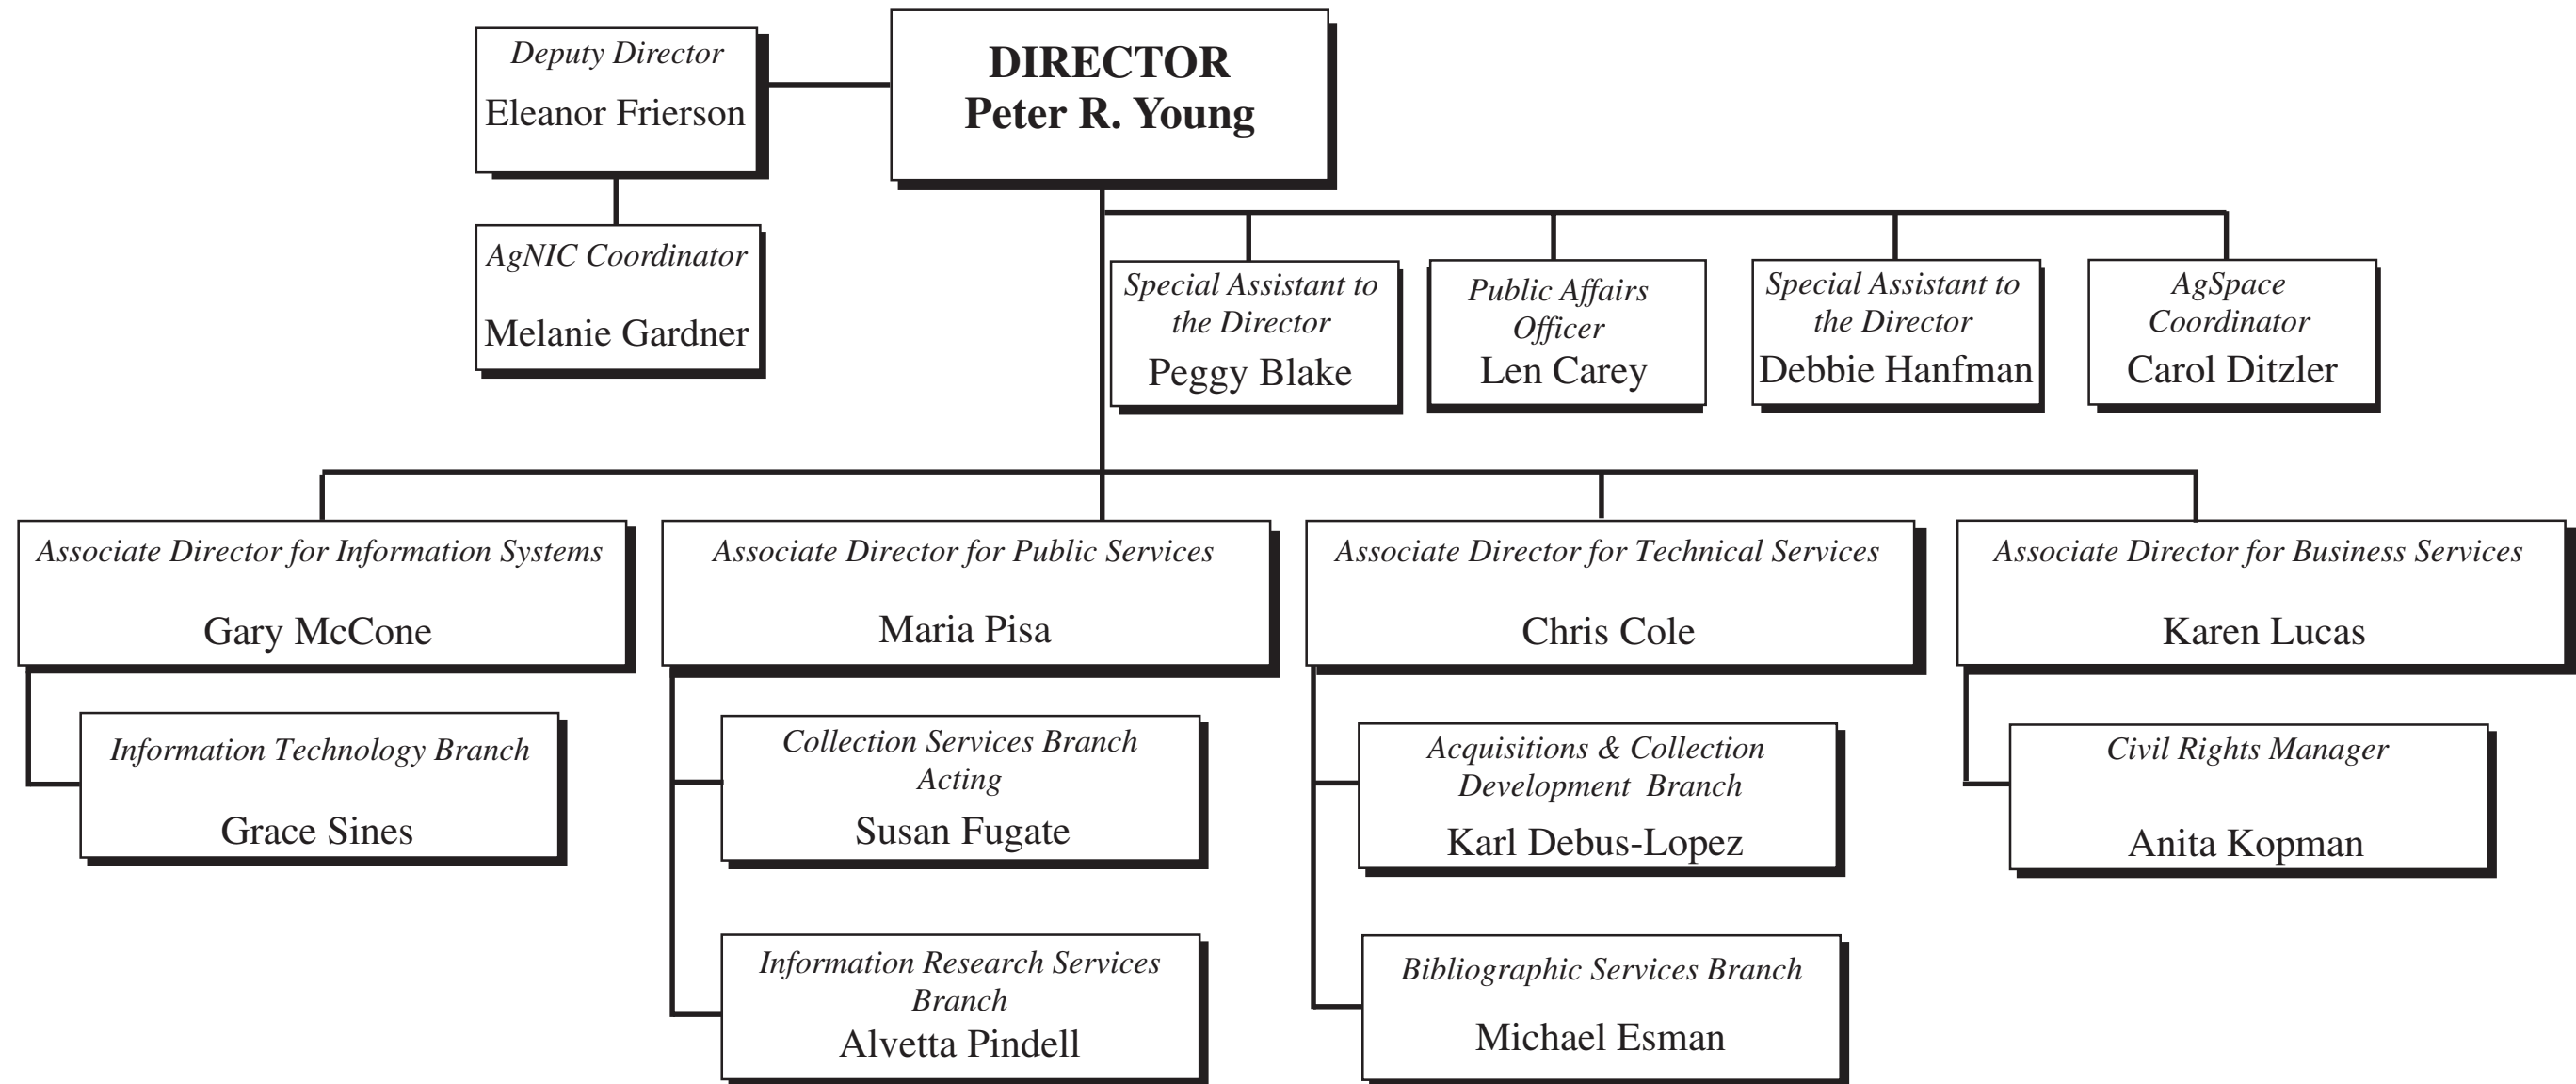 Deputy Director
Eleanor Frierson
DIRECTOR
Peter R. Young
AgNIC Coordinator
Melanie Gardner
Special Assistant to
the Director
Peggy Blake
Public Affairs
Officer
Len Carey
Special Assistant to
the Director
Debbie Hanfman
AgSpace
Coordinator
Carol Ditzler
Associate Director for Information Systems
Gary McCone
Associate Director for Public Services
Maria Pisa
Associate Director for Technical Services
Chris Cole
Associate Director for Business Services
Karen Lucas
Information Technology Branch
Grace Sines
Collection Services Branch
Acting
Susan Fugate
Acquisitions & Collection
Development Branch
Karl Debus-Lopez
Civil Rights Manager
Anita Kopman
Information Research Services
Branch
Alvetta Pindell
Bibliographic Services Branch
Michael Esman